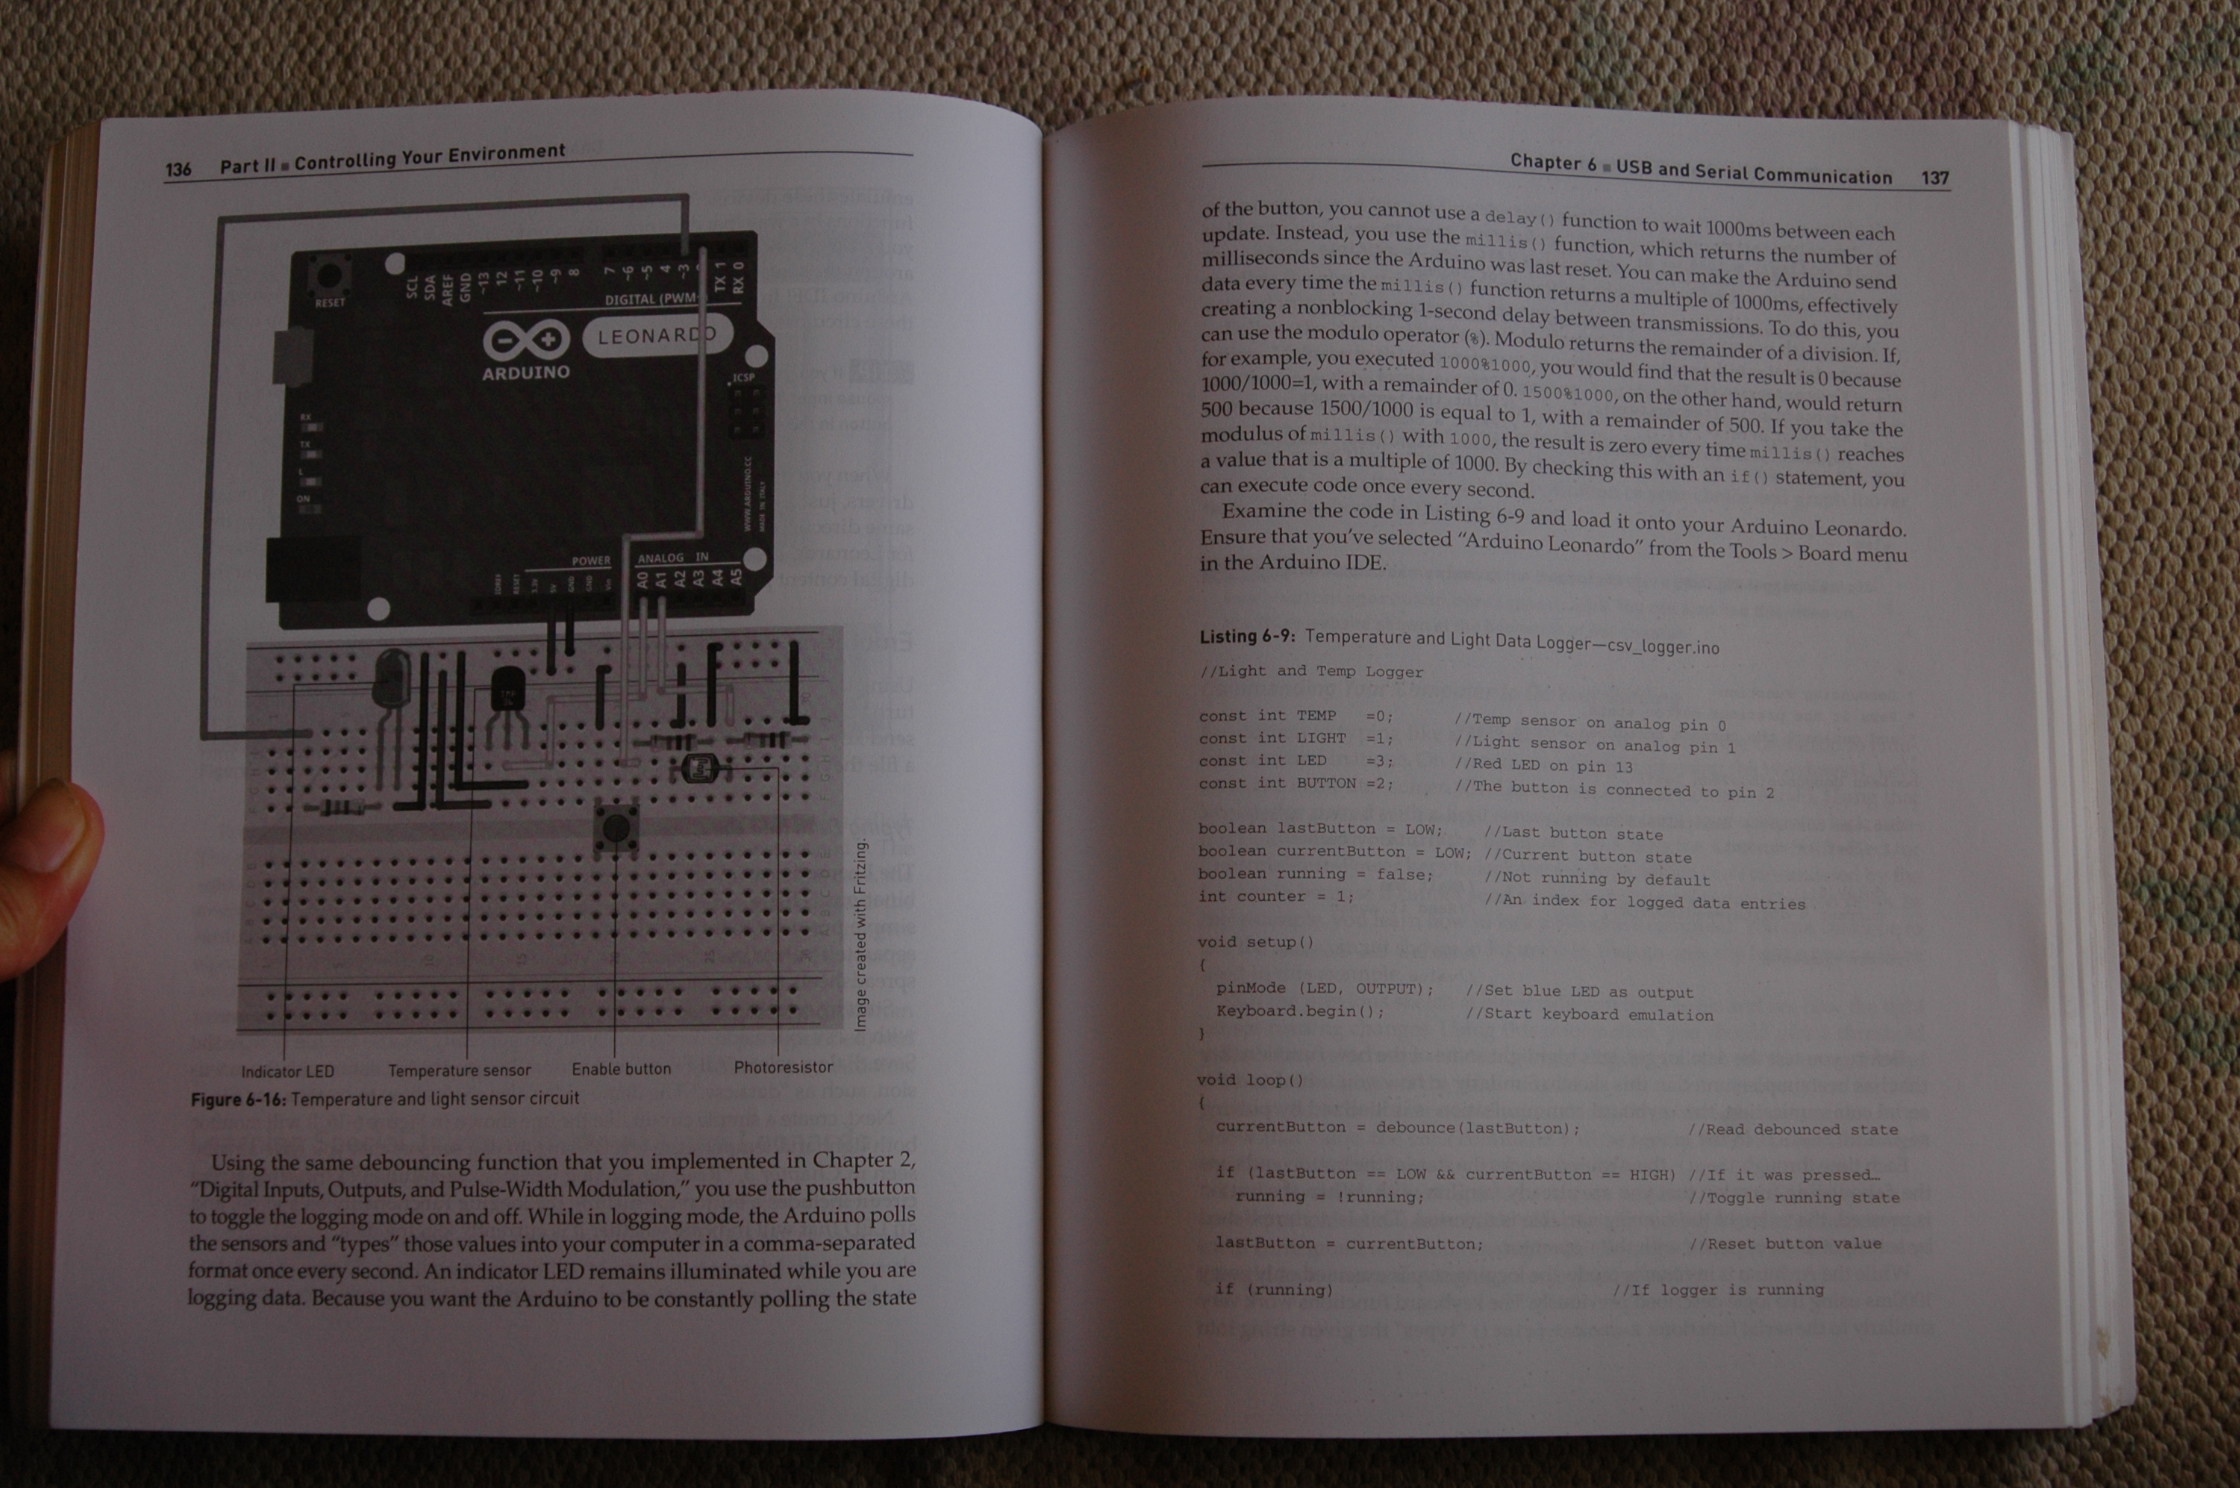 136 Part II ■ Controlling Your Environment
RESET
SCL
SDA
AREF
GND
~13
12
~11
~10
~9
8
7
~6
~5
4
~3
TX 1
RX 0
DIGITAL (PWM
LEONARDO
ARDUINO
ICSP
RX
TX
L
ON
WWW.ARDUINO.CC
MADE IN ITALY
POWER
ANALOG IN
IOREF
RESET
3.3V
5V
GND
GND
Vin
A0
A1
A2
A3
A4
A5
Image created with Fritzing.
Indicator LED Temperature sensor Enable button Photoresistor
Figure 6-16: Temperature and light sensor circuit
Using the same debouncing function that you implemented in Chapter 2,
“Digital Inputs, Outputs, and Pulse-Width Modulation,” you use the pushbutton
to toggle the logging mode on and off. While in logging mode, the Arduino polls
the sensors and “types” those values into your computer in a comma-separated
format once every second. An indicator LED remains illuminated while you are
logging data. Because you want the Arduino to be constantly polling the state
Chapter 6 ■ USB and Serial Communication 137
of the button, you cannot use a delay() function to wait 1000ms between each
update. Instead, you use the millis() function, which returns the number of
milliseconds since the Arduino was last reset. You can make the Arduino send
data every time the millis() function returns a multiple of 1000ms, effectively
creating a nonblocking 1-second delay between transmissions. To do this, you
can use the modulo operator (%). Modulo returns the remainder of a division. If,
for example, you executed 1000%1000, you would find that the result is 0 because
1000/1000=1, with a remainder of 0. 1500%1000, on the other hand, would return
500 because 1500/1000 is equal to 1, with a remainder of 500. If you take the
modulus of millis() with 1000, the result is zero every time millis() reaches
a value that is a multiple of 1000. By checking this with an if() statement, you
can execute code once every second.
Examine the code in Listing 6-9 and load it onto your Arduino Leonardo.
Ensure that you’ve selected “Arduino Leonardo” from the Tools > Board menu
in the Arduino IDE.
Listing 6-9: Temperature and Light Data Logger—csv_logger.ino
//Light and Temp Logger
const int TEMP =0; //Temp sensor on analog pin 0
const int LIGHT =1; //Light sensor on analog pin 1
const int LED =3; //Red LED on pin 13
const int BUTTON =2; //The button is connected to pin 2
boolean lastButton = LOW; //Last button state
boolean currentButton = LOW; //Current button state
boolean running = false; //Not running by default
int counter = 1; //An index for logged data entries
void setup()
{
pinMode (LED, OUTPUT); //Set blue LED as output
Keyboard.begin(); //Start keyboard emulation
}
void loop()
{
currentButton = debounce(lastButton); //Read debounced state
if (lastButton == LOW && currentButton == HIGH) //If it was pressed…
running = !running; //Toggle running state
lastButton = currentButton; //Reset button value
if (running) //If logger is running